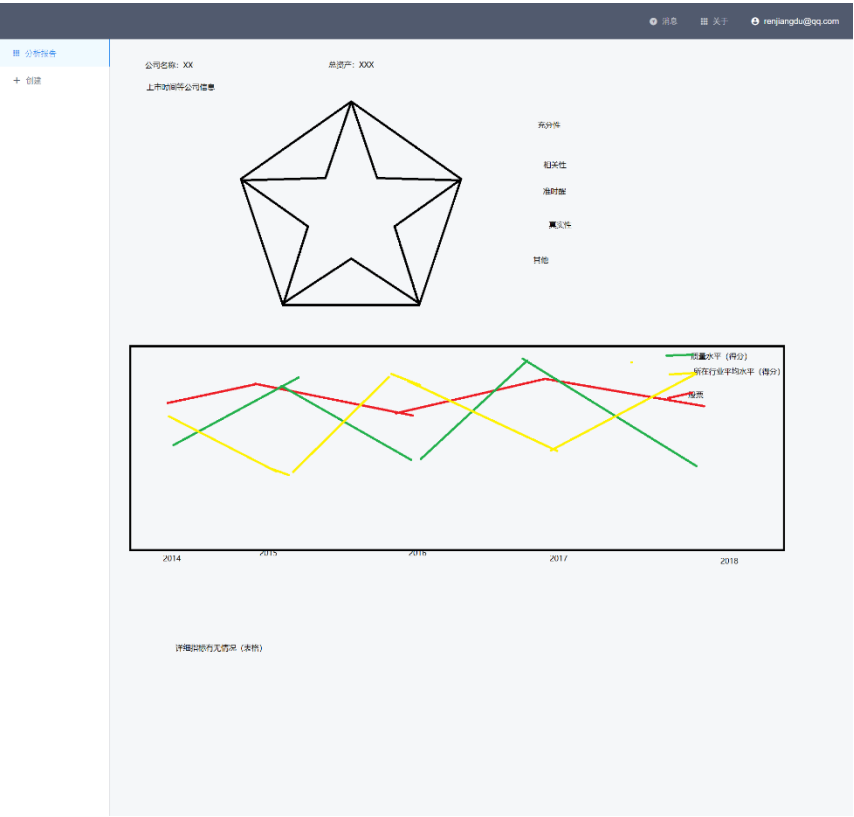 消息 关于 renjiangdu@qq.com
分析报告
创建
公司名称：XX 总资产：XXX
上市时间等公司信息
充分性
相关性
准时醒
真实性
其他
质量水平（得分）
所在行业平均水平（得分）
股票
2014 2015 2016 2017 2018
详细指标有无情况（表格）